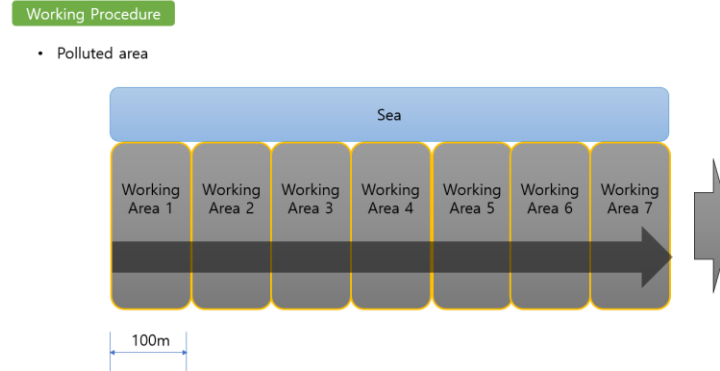 Working Procedure
• Polluted area
Sea
Working Area 1
Working Area 2
Working Area 3
Working Area 4
Working Area 5
Working Area 6
Working Area 7
100m